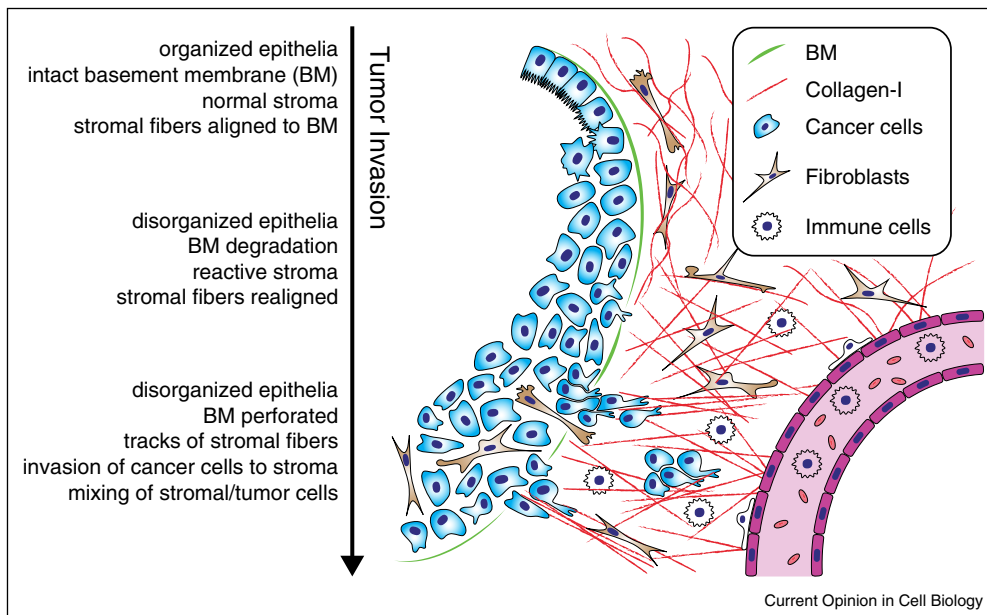 organized epithelia
intact basement membrane (BM)
normal stroma
stromal fibers aligned to BM
disorganized epithelia
BM degradation
reactive stroma
stromal fibers realigned
disorganized epithelia
BM perforated
tracks of stromal fibers
invasion of cancer cells to stroma
mixing of stromal/tumor cells
Tumor Invasion
BM
Collagen-I
Cancer cells
Fibroblasts
Immune cells
Current Opinion in Cell Biology